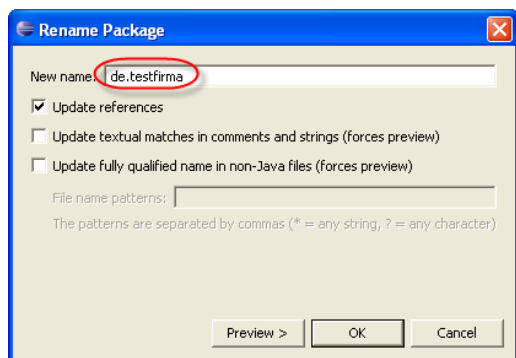 Rename Package
New name: de.testfirma
Update references
Update textual matches in comments and strings (forces preview)
Update fully qualified name in non-Java files (forces preview)
File name patterns:
The patterns are separated by commas (* = any string, ? = any character)
Preview > OK Cancel